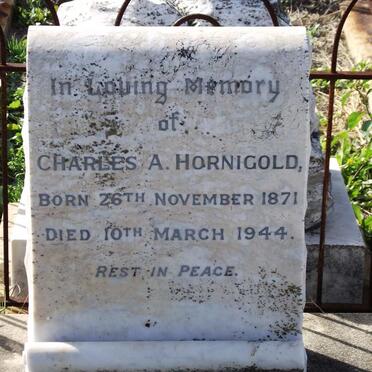 In Loving Memory
of
CHARLES A. HORNIGOLD,
BORN 26TH NOVEMBER 1871
DIED 10TH MARCH 1944.
REST IN PEACE.